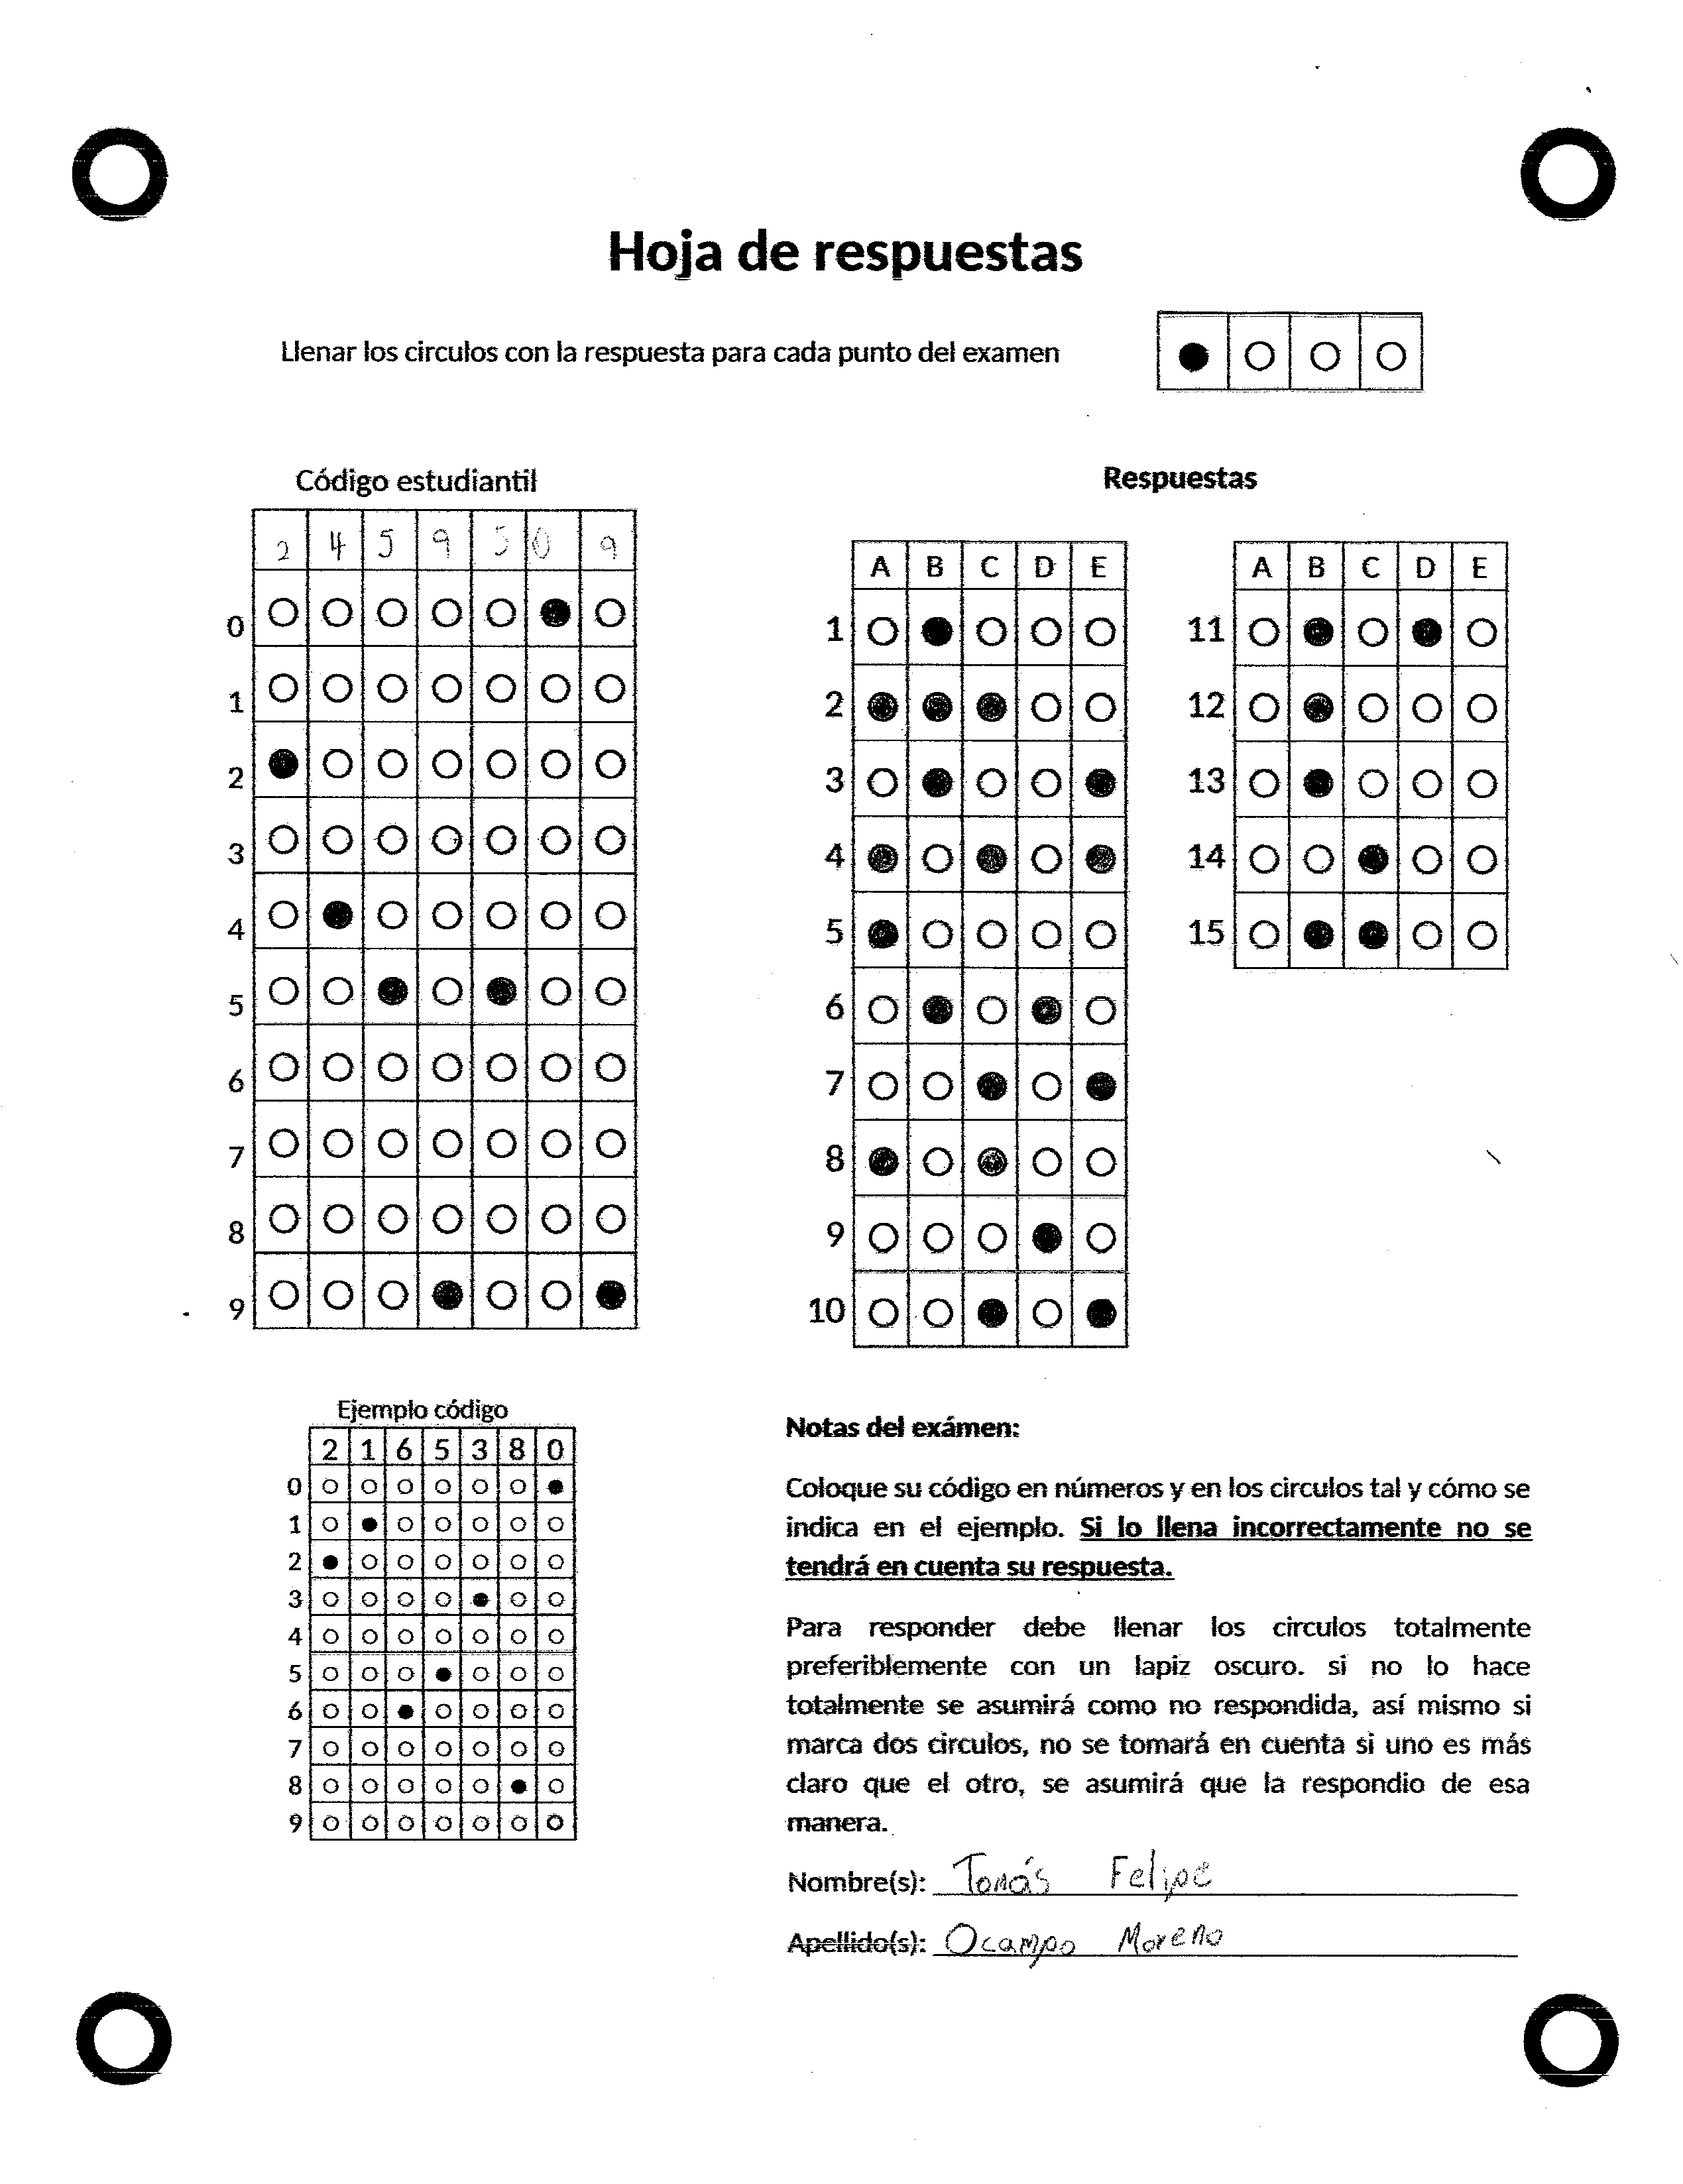 Hoja de respuestas
Llenar los circulos con la respuesta para cada punto del examen
Código estudiantil
2 4 5 9 5 0 9
0
1
2
3
4
5
6
7
8
9
Respuestas
A B C D E
1
2
3
4
5
6
7
8
9
10
A B C D E
11
12
13
14
15
Ejemplo código
2 1 6 5 3 8 0
0
1
2
3
4
5
6
7
8
9
Notas del exámen:
Coloque su código en números y en los circulos tal y cómo se
indica en el ejemplo. Si lo llena incorrectamente no se
tendrá en cuenta su respuesta.
Para responder debe llenar los circulos totalmente
preferiblemente con un lapiz oscuro. si no lo hace
totalmente se asumirá como no respondida, así mismo si
marca dos circulos, no se tomará en cuenta si uno es más
claro que el otro, se asumirá que la respondio de esa
manera.
Nombre(s): Tomás Felipe
Apellido(s): Ocampo Moreno